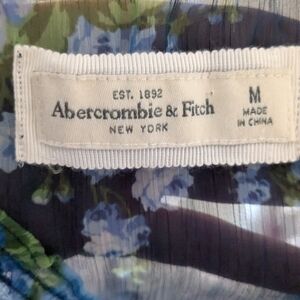 EST. 1892
Abercrombie & Fitch
NEW YORK
M
MADE
IN CHINA